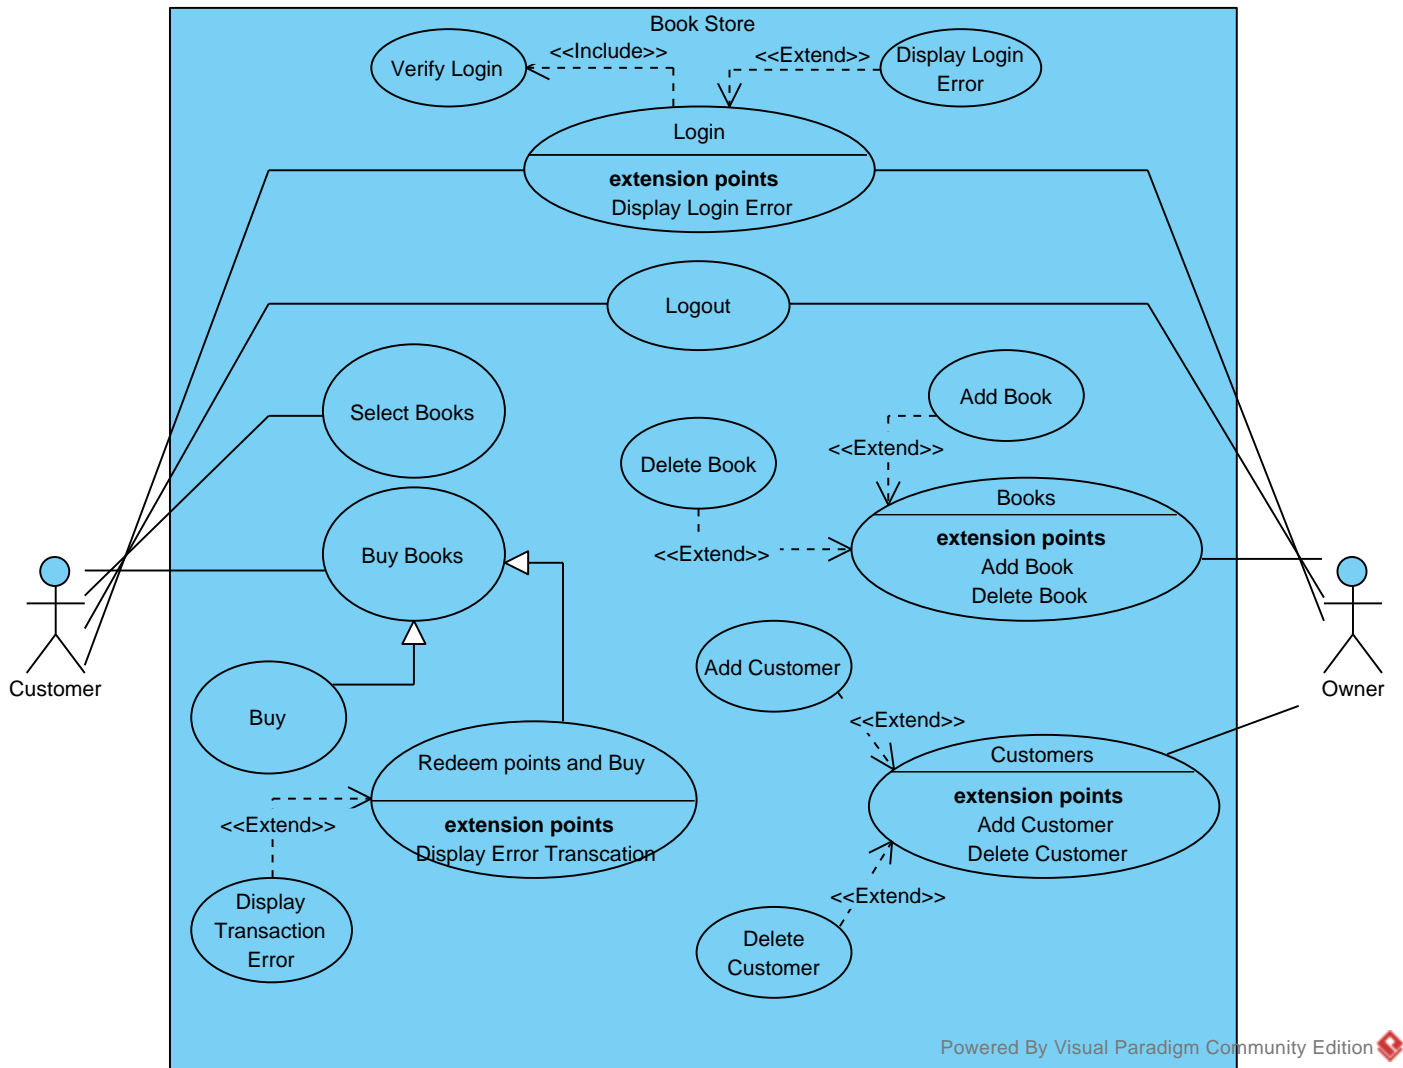 Book Store
<<Include>>
<<Extend>>
Verify Login
Display Login
Error
Login
extension points
Display Login Error
Logout
Select Books
Add Book
<<Extend>>
Delete Book
Books
extension points
Add Book
Delete Book
<<Extend>>
Buy Books
Customer
Owner
Add Customer
Buy
<<Extend>>
Customers
extension points
Add Customer
Delete Customer
Redeem points and Buy
extension points
Display Error Transcation
<<Extend>>
<<Extend>>
Display
Transaction
Error
Delete
Customer
Powered By Visual Paradigm Community Edition